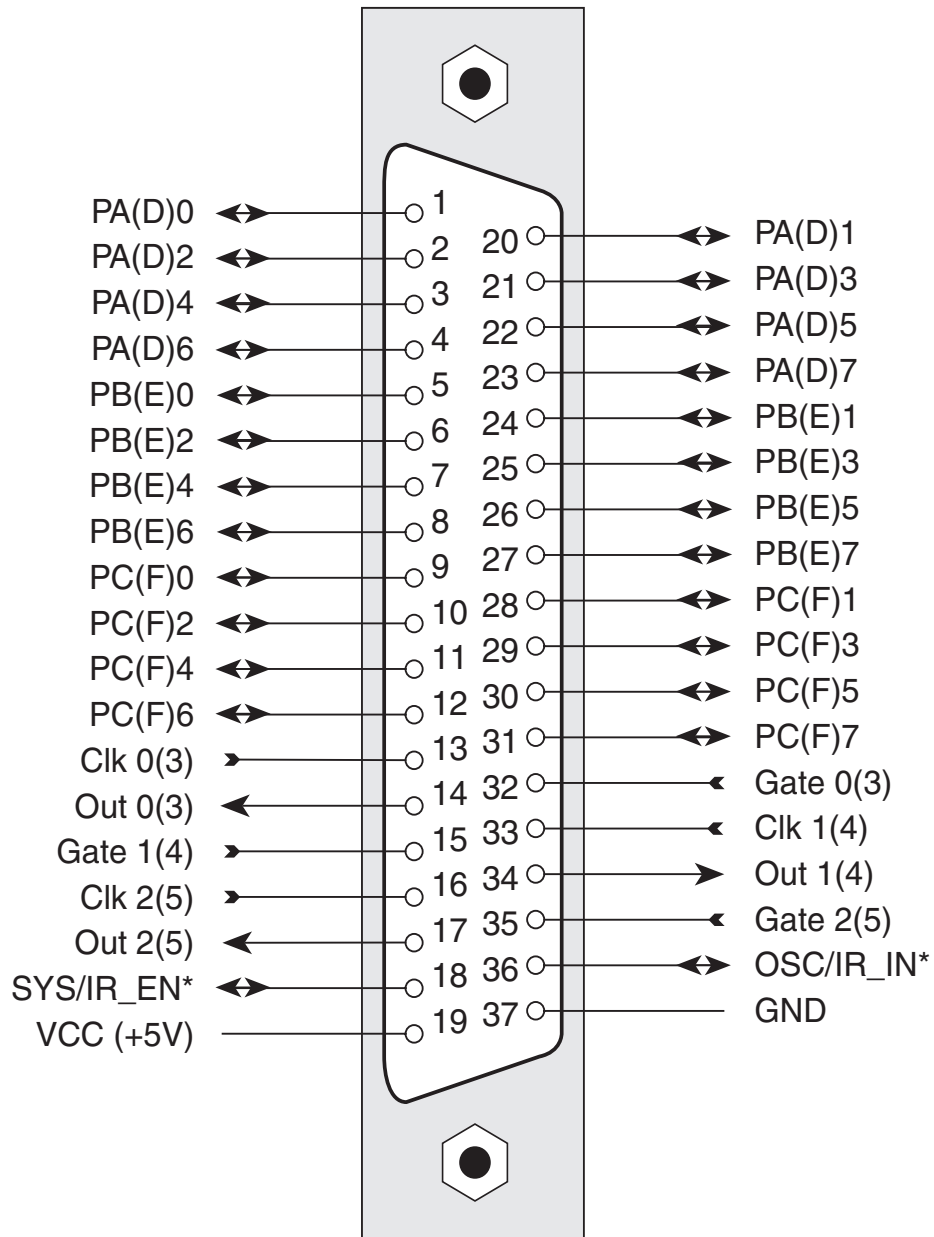 PA(D)0 1
20 PA(D)1
PA(D)2 2
21 PA(D)3
PA(D)4 3
22 PA(D)5
PA(D)6 4
23 PA(D)7
PB(E)0 5
24 PB(E)1
PB(E)2 6
25 PB(E)3
PB(E)4 7
26 PB(E)5
PB(E)6 8
27 PB(E)7
PC(F)0 9
28 PC(F)1
PC(F)2 10
29 PC(F)3
PC(F)4 11
30 PC(F)5
PC(F)6 12
31 PC(F)7
Clk 0(3) 13
32 Gate 0(3)
Out 0(3) 14
33 Clk 1(4)
Gate 1(4) 15
34 Out 1(4)
Clk 2(5) 16
35 Gate 2(5)
Out 2(5) 17
36 OSC/IR_IN*
SYS/IR_EN* 18
37 GND
VCC (+5V) 19